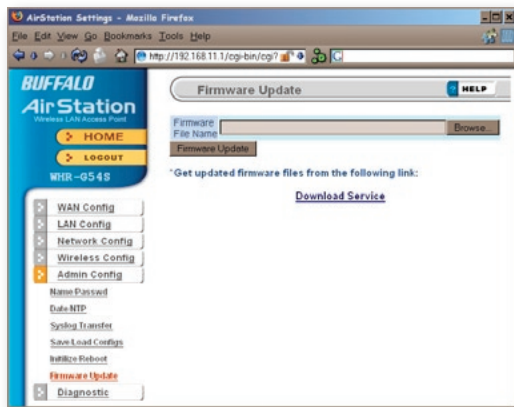 AirStation Settings - Mozilla Firefox
File Edit View Go Bookmarks Tools Help
http://192.168.11.1/cgi-bin/cgi?
BUFFALO
AirStation
Wireless LAN Access Point
HOME
LOGOUT
WHR-G54S
WAN Config
LAN Config
Network Config
Wireless Config
Admin Config
Name Passwd
Date NTP
Syslog Transfer
Save Load Configs
Initilize Reboot
Firmware Update
Diagnostic
Firmware Update
HELP
Firmware
File Name
Browse...
Firmware Update
*Get updated firmware files from the following link:
Download Service